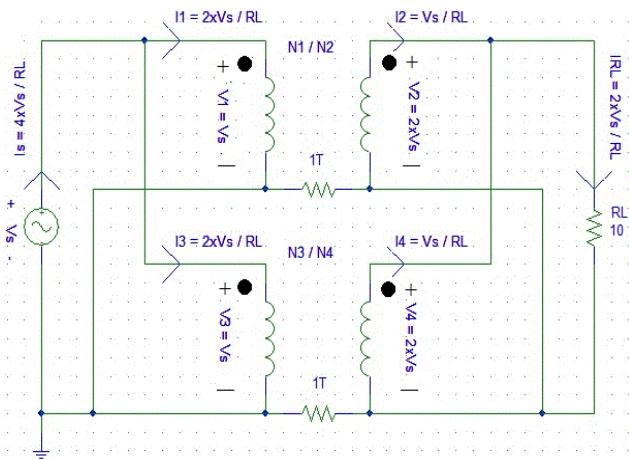 I1 = 2xVs / RL
I2 = Vs / RL
N1 / N2
Is = 4xVs / RL
+
V1 = Vs
+
V2 = 2xVs
IRL = 2xVs / RL
1T
+
Vs
-
I3 = 2xVs / RL
I4 = Vs / RL
N3 / N4
RL
10
+
V3 = Vs
+
V4 = 2xVs
1T